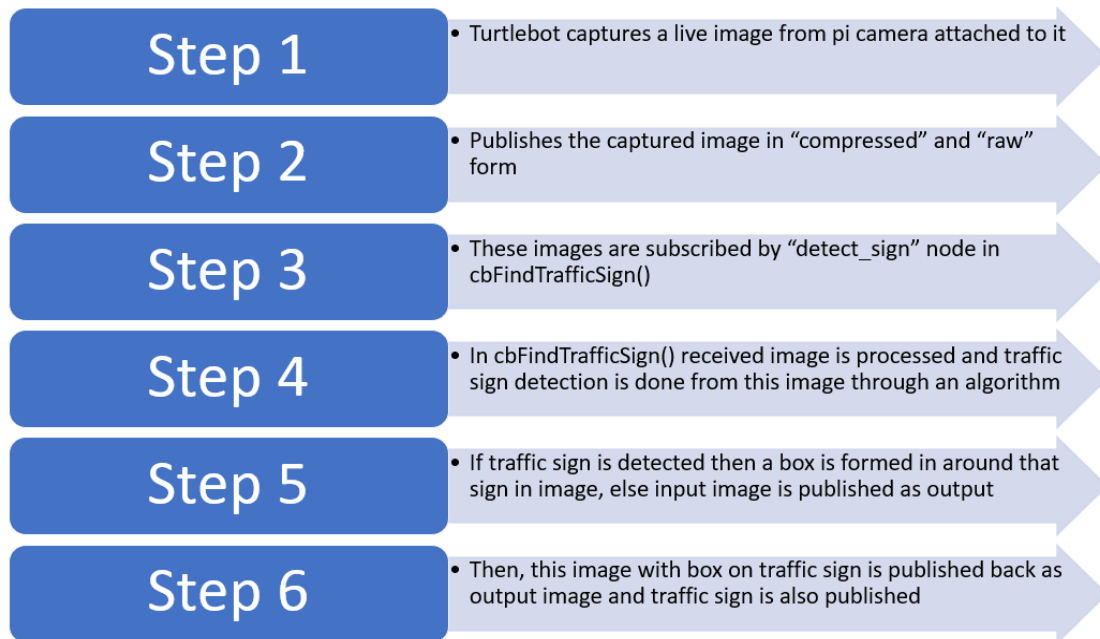 Step 1
• Turtlebot captures a live image from pi camera attached to it
Step 2
• Publishes the captured image in “compressed” and “raw”
form
Step 3
• These images are subscribed by “detect_sign” node in
cbFindTrafficSign()
Step 4
• In cbFindTrafficSign() received image is processed and traffic
sign detection is done from this image through an algorithm
Step 5
• If traffic sign is detected then a box is formed in around that
sign in image, else input image is published as output
Step 6
• Then, this image with box on traffic sign is published back as
output image and traffic sign is also published